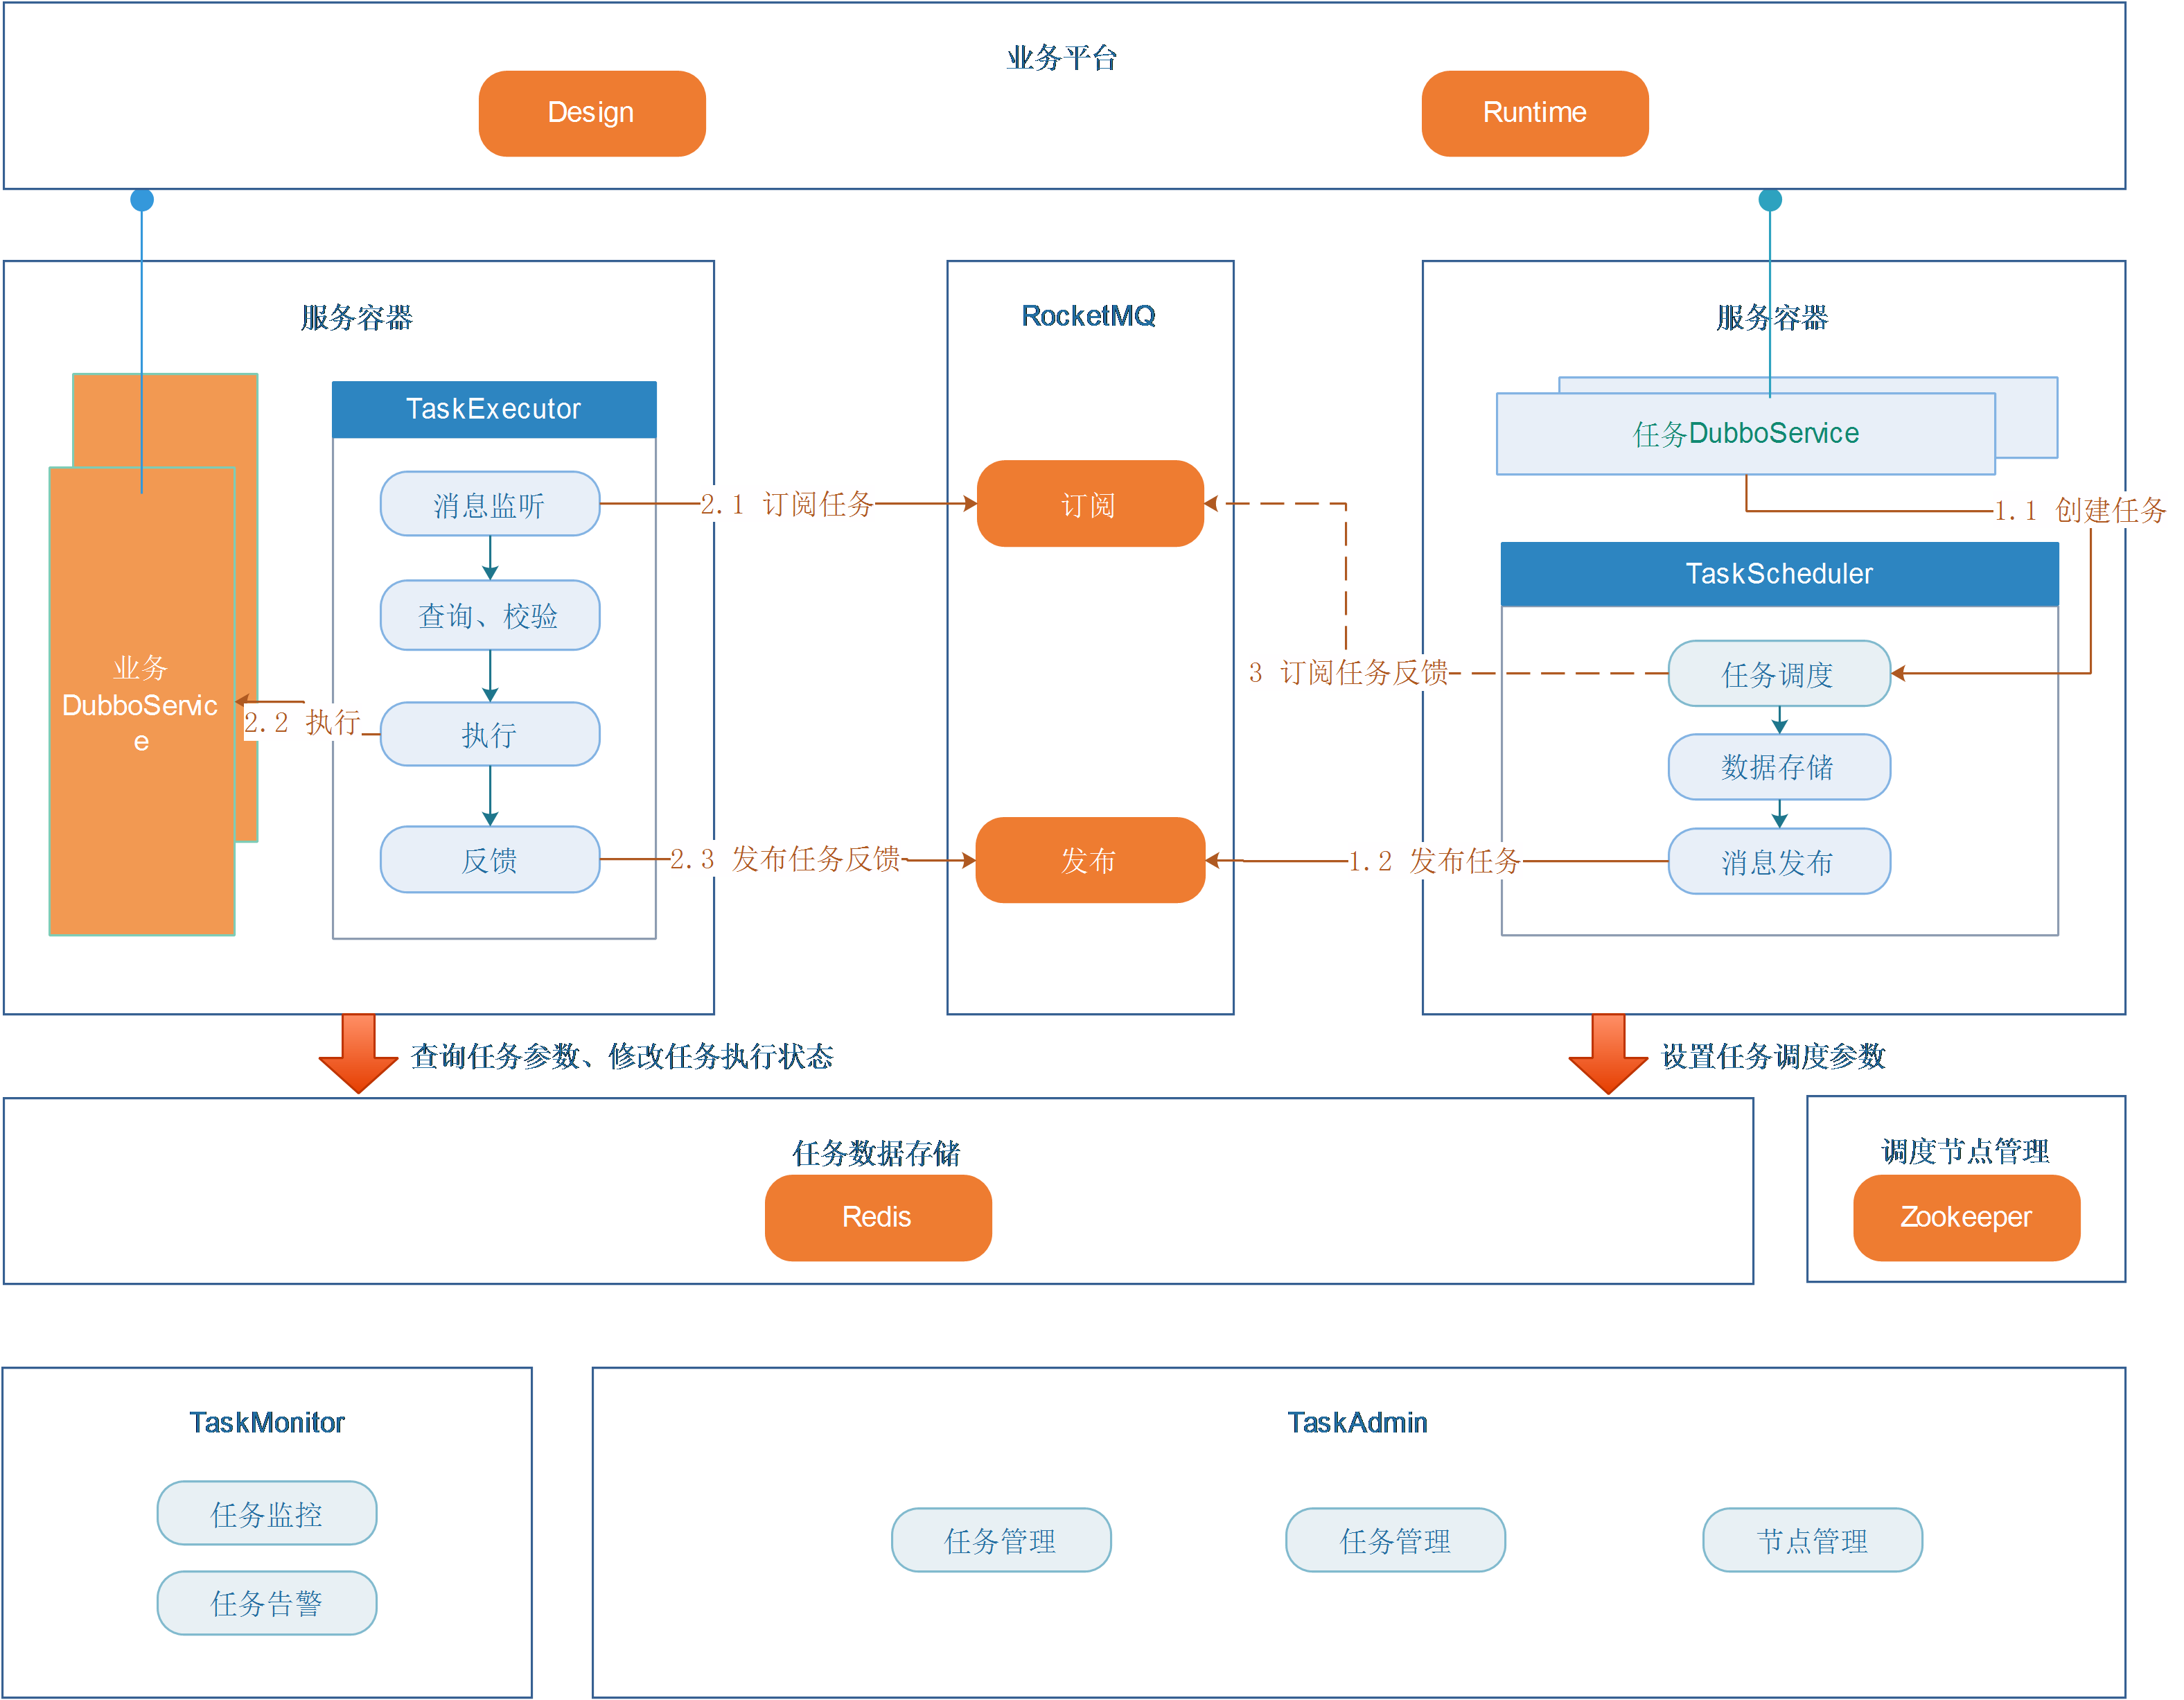 业务平台
Design
Runtime
服务容器
TaskExecutor
消息监听
查询、校验
执行
反馈
业务
DubboServic
e
2.1 订阅任务
2.2 执行
2.3 发布任务反馈
RocketMQ
订阅
发布
服务容器
任务DubboService
1.1 创建任务
TaskScheduler
任务调度
数据存储
消息发布
3 订阅任务反馈
1.2 发布任务
查询任务参数、修改任务执行状态
设置任务调度参数
任务数据存储
Redis
调度节点管理
Zookeeper
TaskMonitor
任务监控
任务告警
TaskAdmin
任务管理
任务管理
节点管理